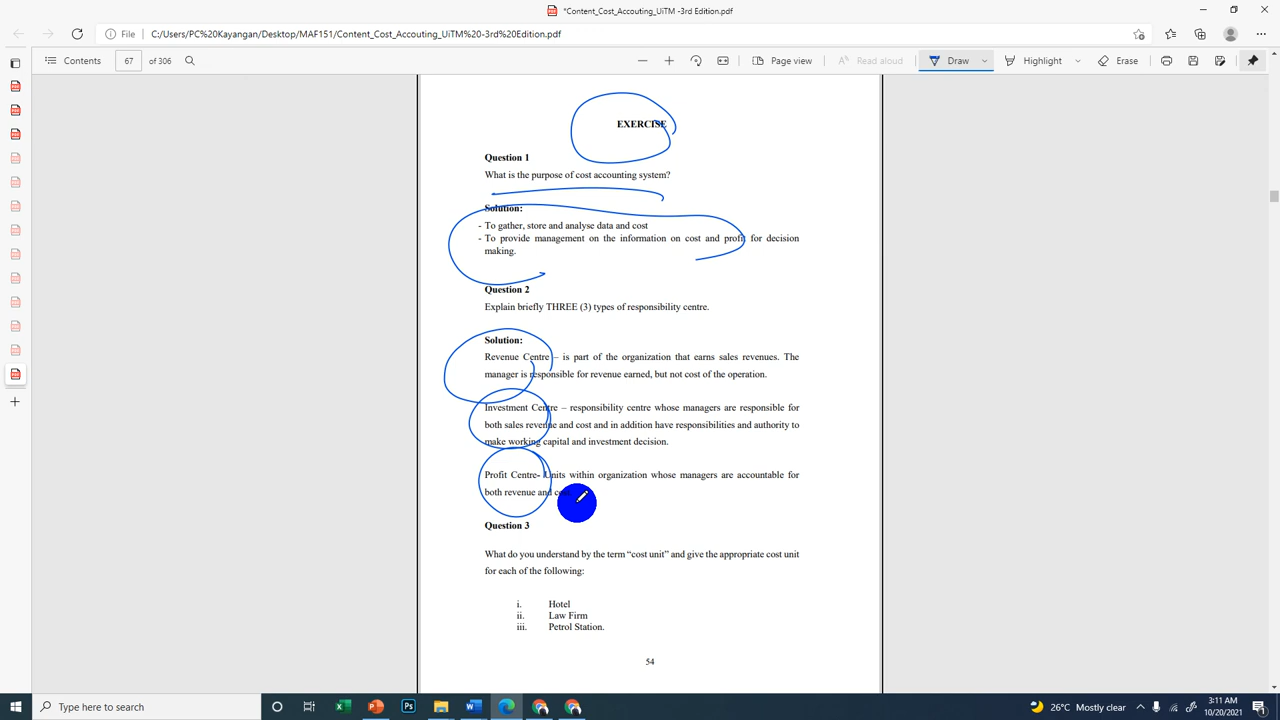 *Content_Cost_Accouting_UiTM -3rd Edition.pdf
File C:/Users/PC%20Kayangan/Desktop/MAF151/Content_Cost_Accouting_UiTM%20-3rd%20Edition.pdf
Contents 67 of 306 Page view Read aloud Draw Highlight Erase
EXERCISE
Question 1
What is the purpose of cost accounting system?
Solution:
- To gather, store and analyse data and cost
- To provide management on the information on cost and profit for decision
making.
Question 2
Explain briefly THREE (3) types of responsibility centre.
Solution:
Revenue Centre – is part of the organization that earns sales revenues. The
manager is responsible for revenue earned, but not cost of the operation.
Investment Centre – responsibility centre whose managers are responsible for
both sales revenue and cost and in addition have responsibilities and authority to
make working capital and investment decision.
Profit Centre- Units within organization whose managers are accountable for
both revenue and cost.
Question 3
What do you understand by the term “cost unit” and give the appropriate cost unit
for each of the following:
i. Hotel
ii. Law Firm
iii. Petrol Station.
54
Type here to search
26°C Mostly clear
3:11 AM
10/20/2021